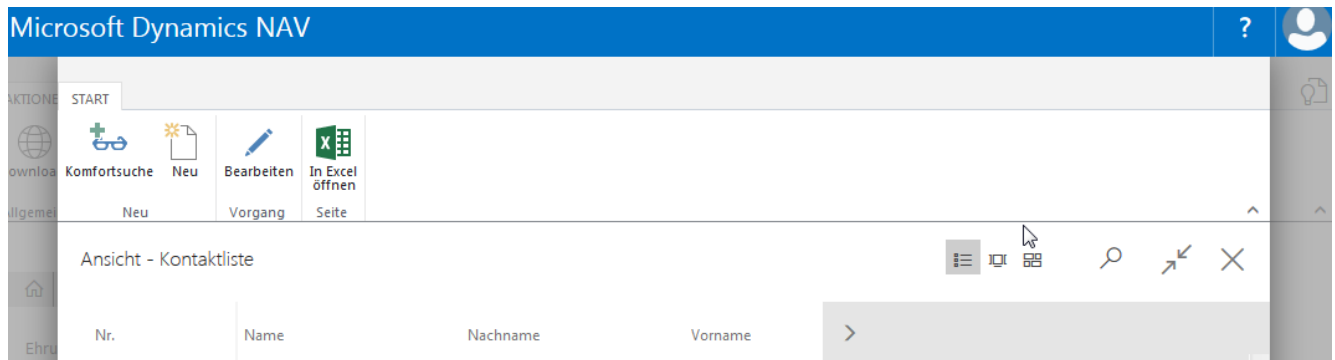 Microsoft Dynamics NAV
?
AKTIONE
START
ownloa
Komfortsuche
Neu
Bearbeiten
In Excel
öffnen
llgemei
Neu
Vorgang
Seite
Ansicht - Kontaktliste
Nr.
Name
Nachname
Vorname
Ehru